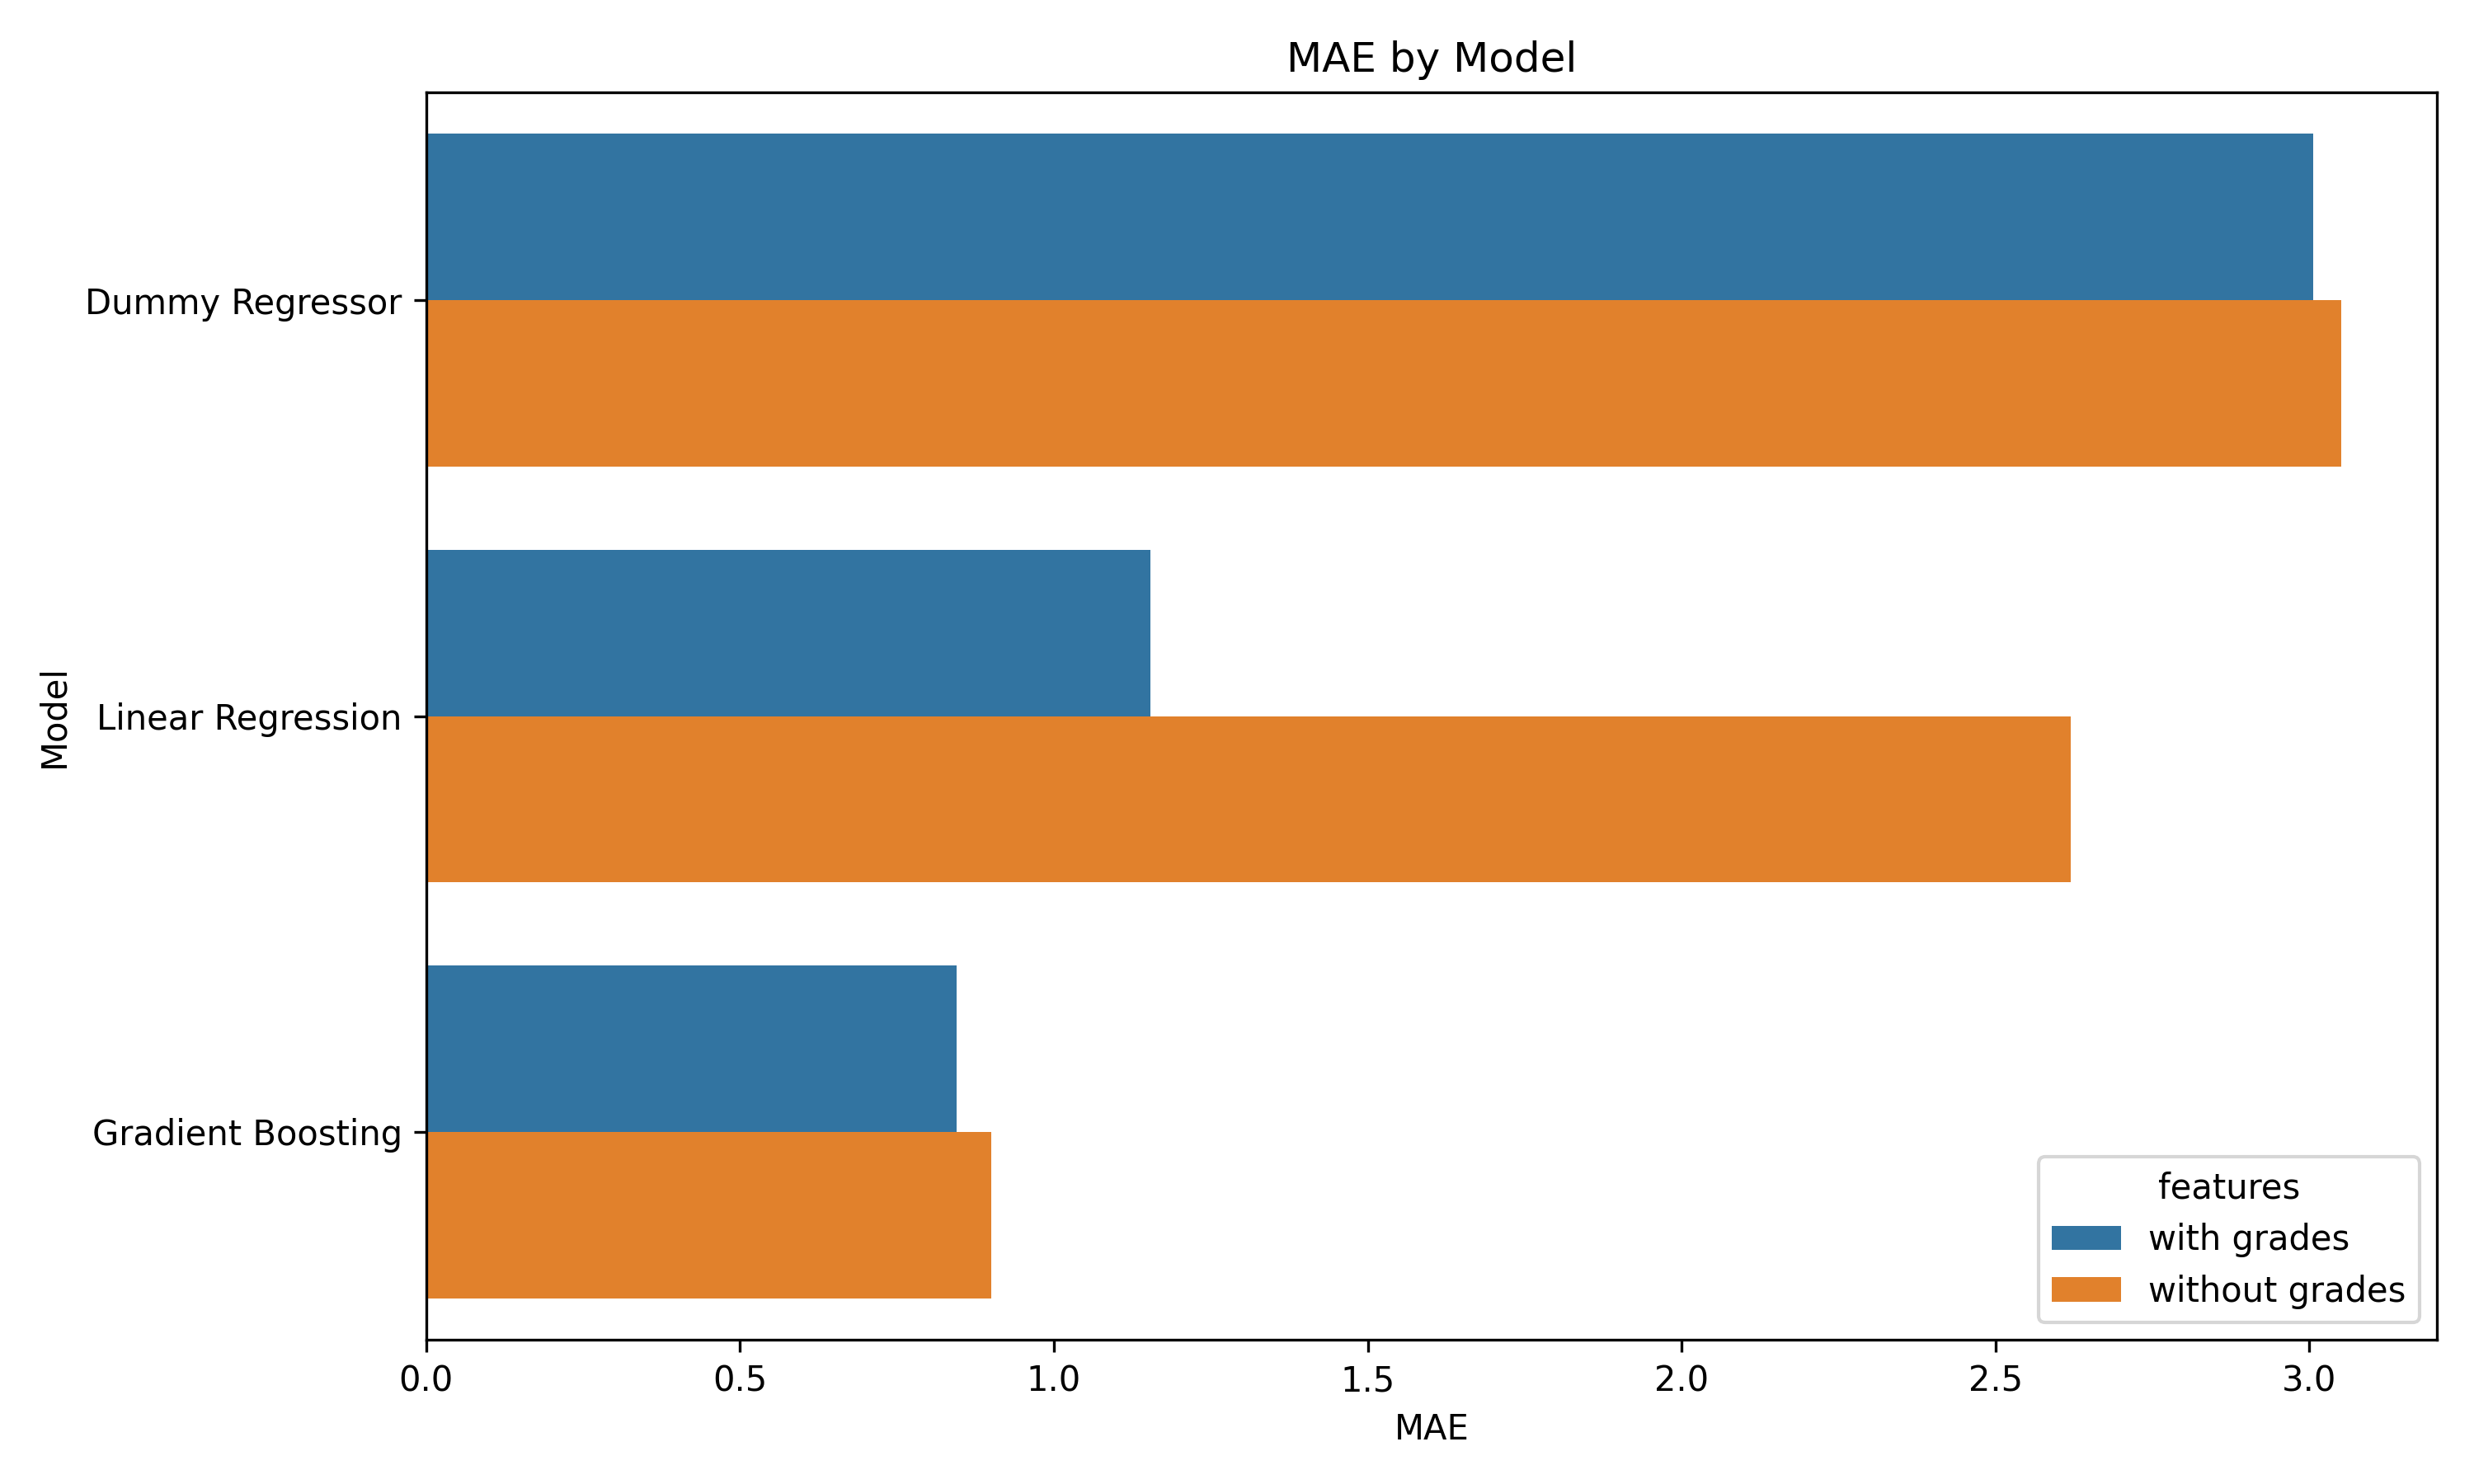 MAE by Model
Dummy Regressor
Linear Regression
Gradient Boosting
Model
0.0 0.5 1.0 1.5 2.0 2.5 3.0
MAE
features
with grades
without grades